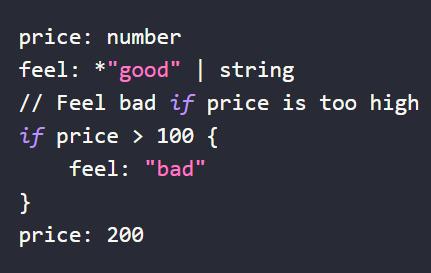 price: number
feel: *"good" | string
// Feel bad if price is too high
if price > 100 {
    feel: "bad"
}
price: 200